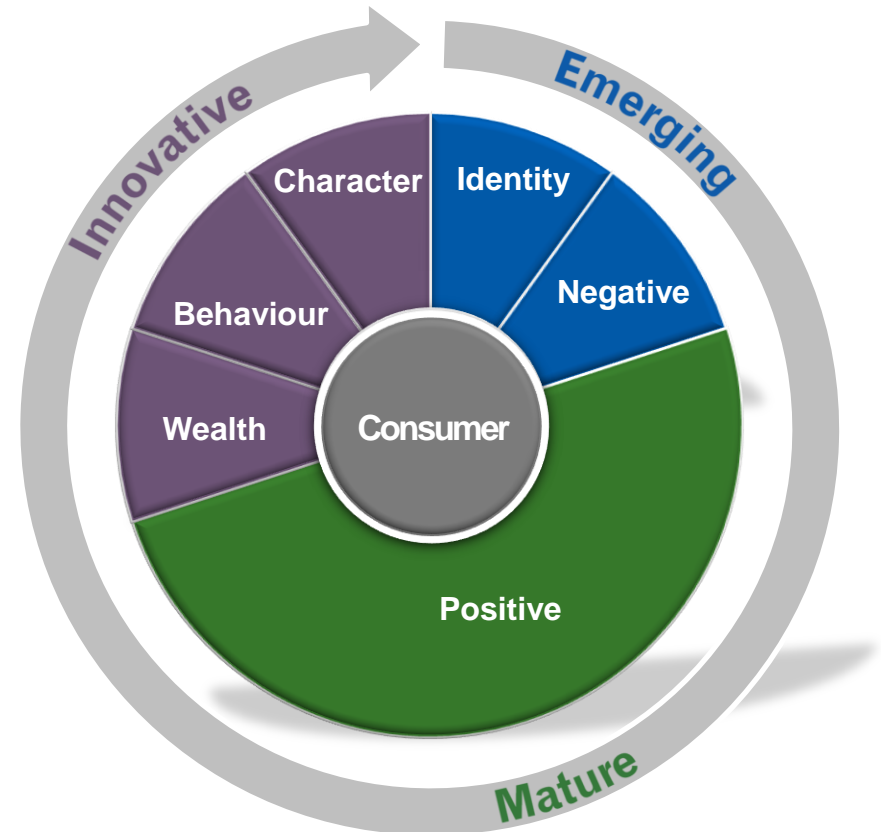 Innovative
Emerging
Character
Identity
Negative
Behaviour
Wealth
Consumer
Positive
Mature